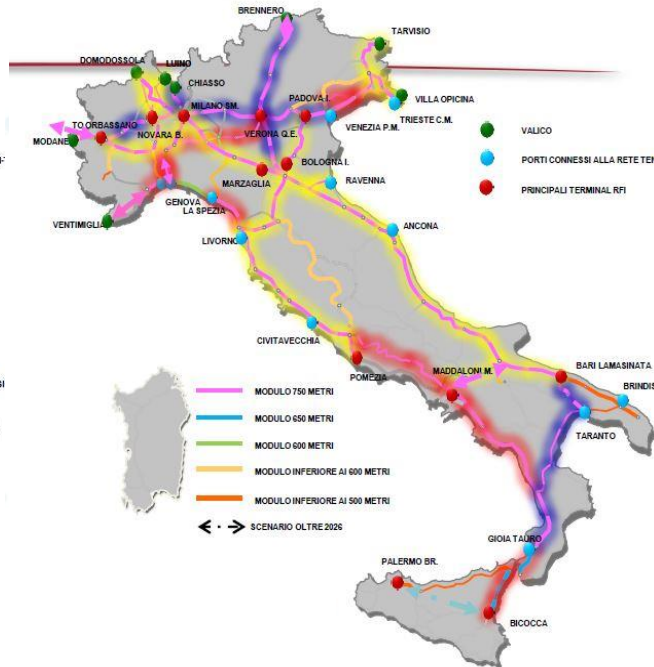 BRENNERO
TARVISIO
DOMODOSSOLA
LUINO
CHIASSO
TO.ORBASSANO
MILANO SM.
PADOVA I.
VILLA OPICINA
TRIESTE C.M.
NOVARA B.
VERONA Q.E.
VENEZIA P.M.
MODANE
BOLOGNA I.
MARZAGLIA
RAVENNA
GENOVA
LA SPEZIA
VENTIMIGLIA
LIVORNO
ANCONA
CIVITAVECCHIA
POMEZIA
MADDALONI M.
BARI LAMASINATA
BRINDIS
TARANTO
GIOIA TAURO
PALERMO BR.
BICOCCA
VALICO
PORTI CONNESSI ALLA RETE TEN
PRINCIPALI TERMINAL RFI
MODULO 750 METRI
MODULO 650 METRI
MODULO 600 METRI
MODULO INFERIORE AI 600 METRI
MODULO INFERIORE AI 500 METRI
SCENARIO OLTRE 2026